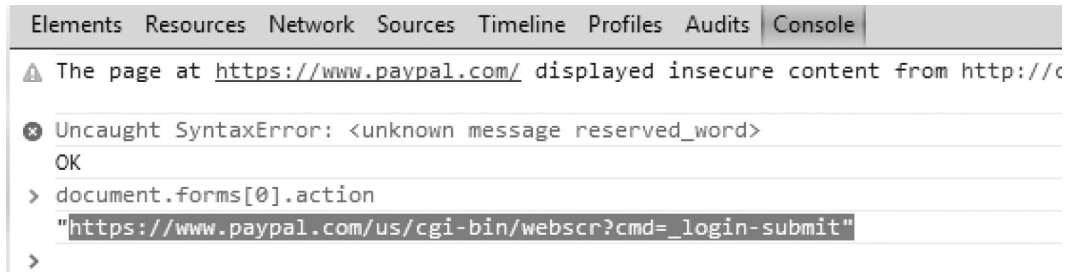 Elements Resources Network Sources Timeline Profiles Audits Console
The page at https://www.paypal.com/ displayed insecure content from http://
Uncaught SyntaxError: <unknown message reserved_word>
OK
> document.forms[0].action
"https://www.paypal.com/us/cgi-bin/webscr?cmd=_login-submit"
>